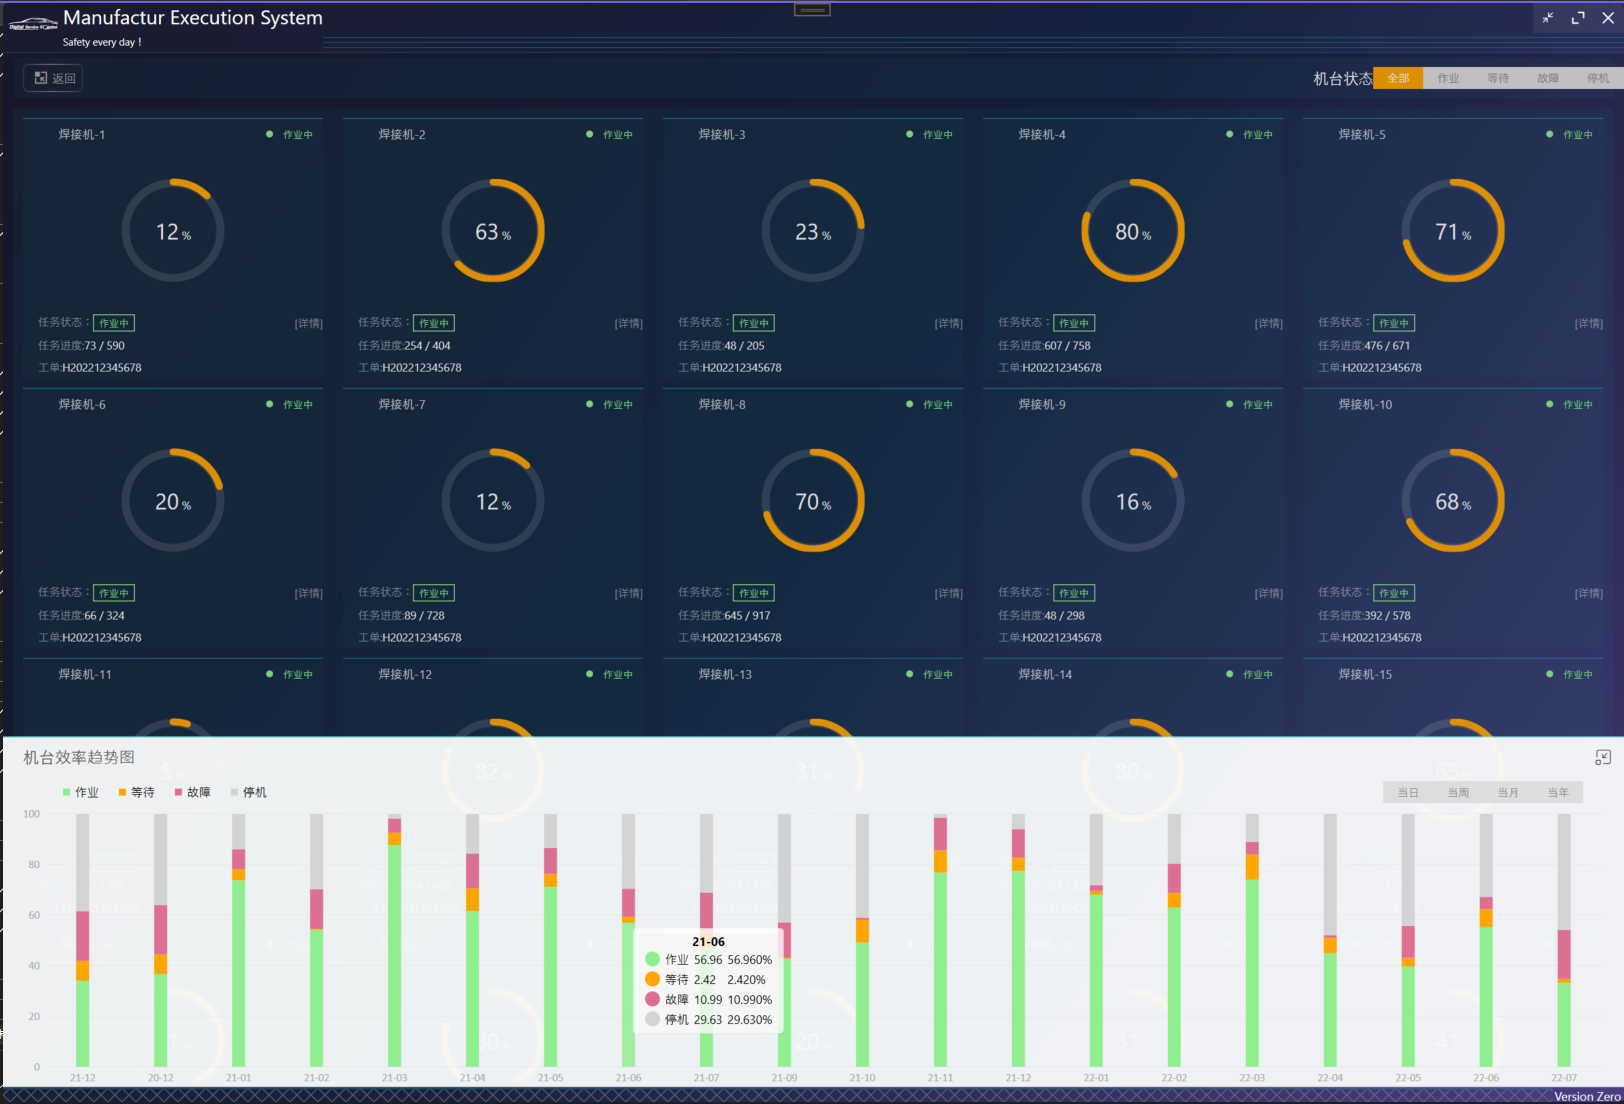 Manufactur Execution System
Safety every day！
返回
机台状态 全部 作业 等待 故障 停机
焊接机-1 作业中
12 %
任务状态： 作业中 [详情]
任务进度:73 / 590
工单:H202212345678
焊接机-2 作业中
63 %
任务状态： 作业中 [详情]
任务进度:254 / 404
工单:H202212345678
焊接机-3 作业中
23 %
任务状态： 作业中 [详情]
任务进度:48 / 205
工单:H202212345678
焊接机-4 作业中
80 %
任务状态： 作业中 [详情]
任务进度:607 / 758
工单:H202212345678
焊接机-5 作业中
71 %
任务状态： 作业中 [详情]
任务进度:476 / 671
工单:H202212345678
焊接机-6 作业中
20 %
任务状态： 作业中 [详情]
任务进度:66 / 324
工单:H202212345678
焊接机-7 作业中
12 %
任务状态： 作业中 [详情]
任务进度:89 / 728
工单:H202212345678
焊接机-8 作业中
70 %
任务状态： 作业中 [详情]
任务进度:645 / 917
工单:H202212345678
焊接机-9 作业中
16 %
任务状态： 作业中 [详情]
任务进度:48 / 298
工单:H202212345678
焊接机-10 作业中
68 %
任务状态： 作业中 [详情]
任务进度:392 / 578
工单:H202212345678
焊接机-11 作业中
焊接机-12 作业中
焊接机-13 作业中
焊接机-14 作业中
焊接机-15 作业中
机台效率趋势图
5 %
82 %
31 %
80 %
65 %
作业 等待 故障 停机
当日 当周 当月 当年
100
80
60
40
20
0
21-06
作业 56.96 56.960%
等待 2.42 2.420%
故障 10.99 10.990%
停机 29.63 29.630%
21-12 20-12 21-01 21-02 21-03 21-04 21-05 21-06 21-07 21-09 21-10 21-11 21-12 22-01 22-02 22-03 22-04 22-05 22-06 22-07
Version Zero